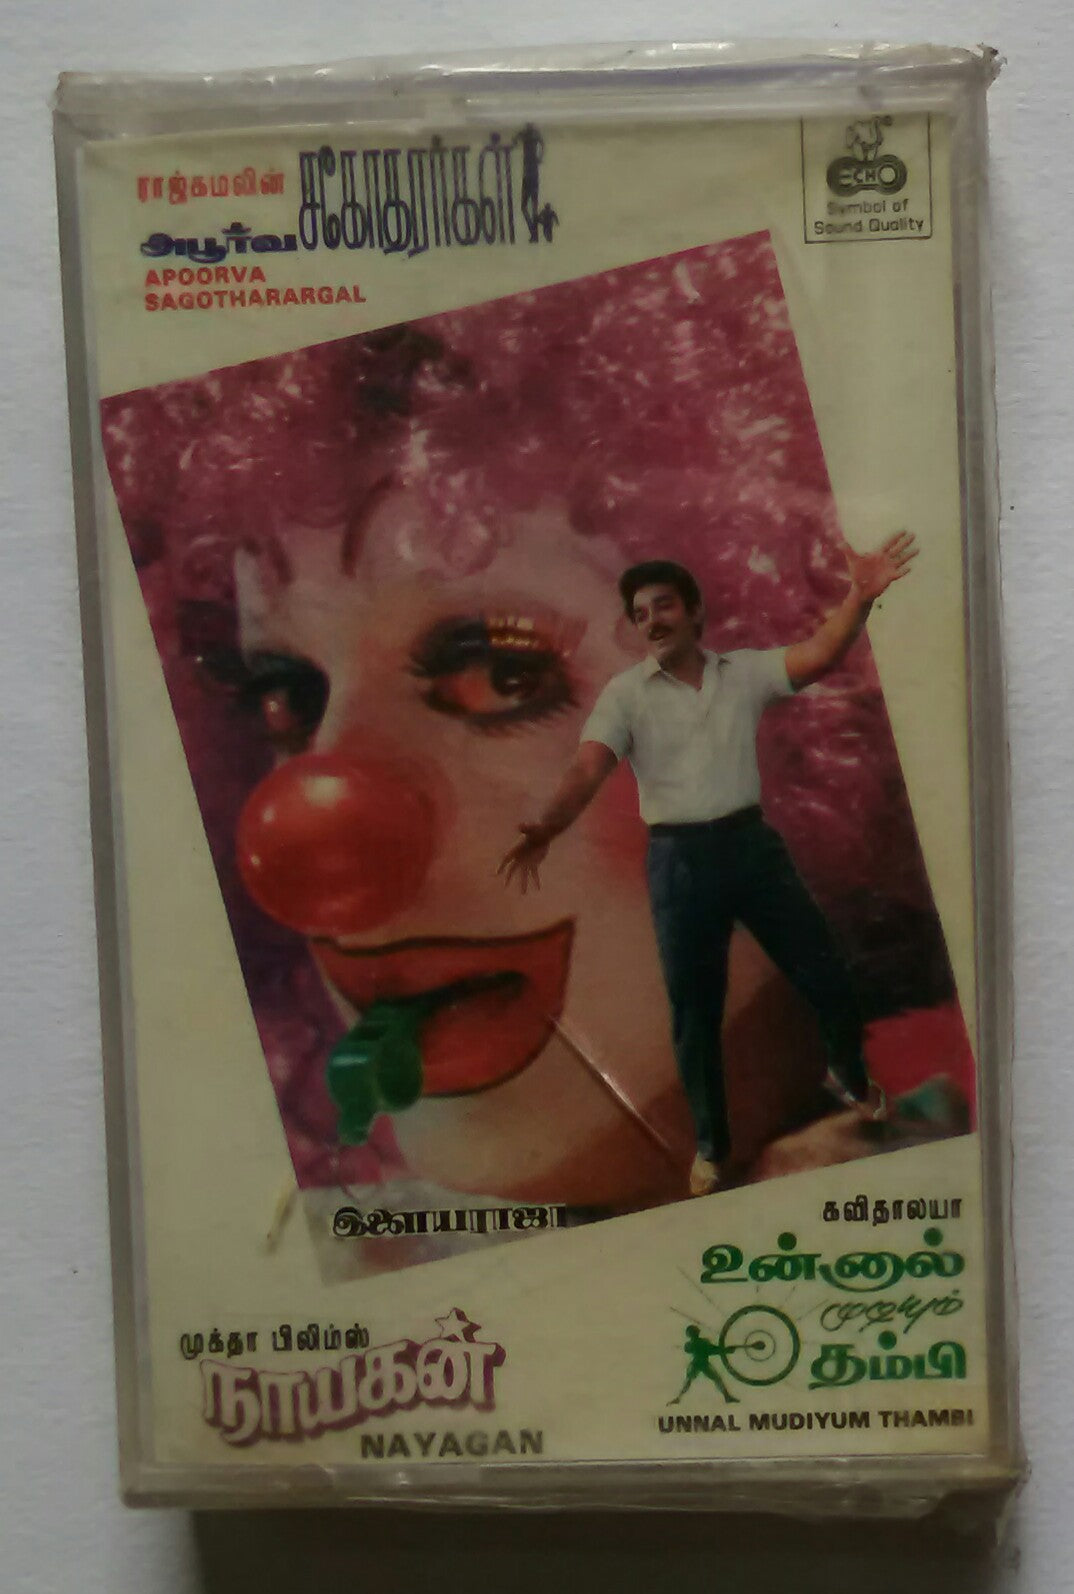 ராஜ்கமலின்
அபூர்வ சகோதரர்கள்
APOORVA
SAGOTHARARGAL
ECHO
Symbol of
Sound Quality
இளையராஜா
கவிதாலயா
உன்னால்
முடியும்
தம்பி
UNNAL MUDIYUM THAMBI
முக்தா பிலிம்ஸ்
நாயகன்
NAYAGAN